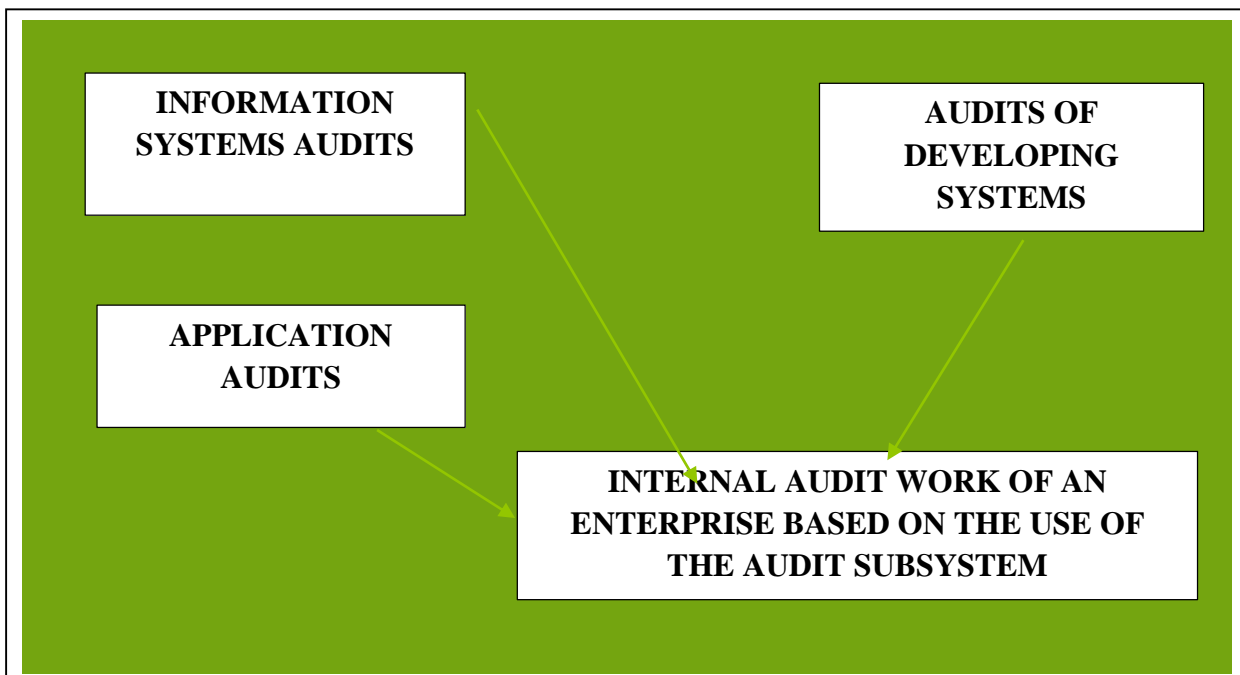 INFORMATION
SYSTEMS AUDITS
AUDITS OF
DEVELOPING
SYSTEMS
APPLICATION
AUDITS
INTERNAL AUDIT WORK OF AN
ENTERPRISE BASED ON THE USE OF
THE AUDIT SUBSYSTEM